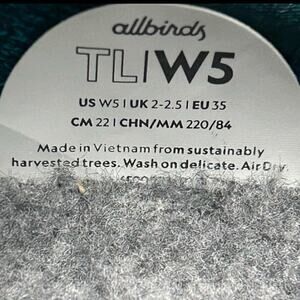 allbirds
TL|W5
US W5 | UK 2-2.5 | EU 35
CM 22 | CHN/MM 220/84
Made in Vietnam from sustainably
harvested trees. Wash on delicate. Air Dry.